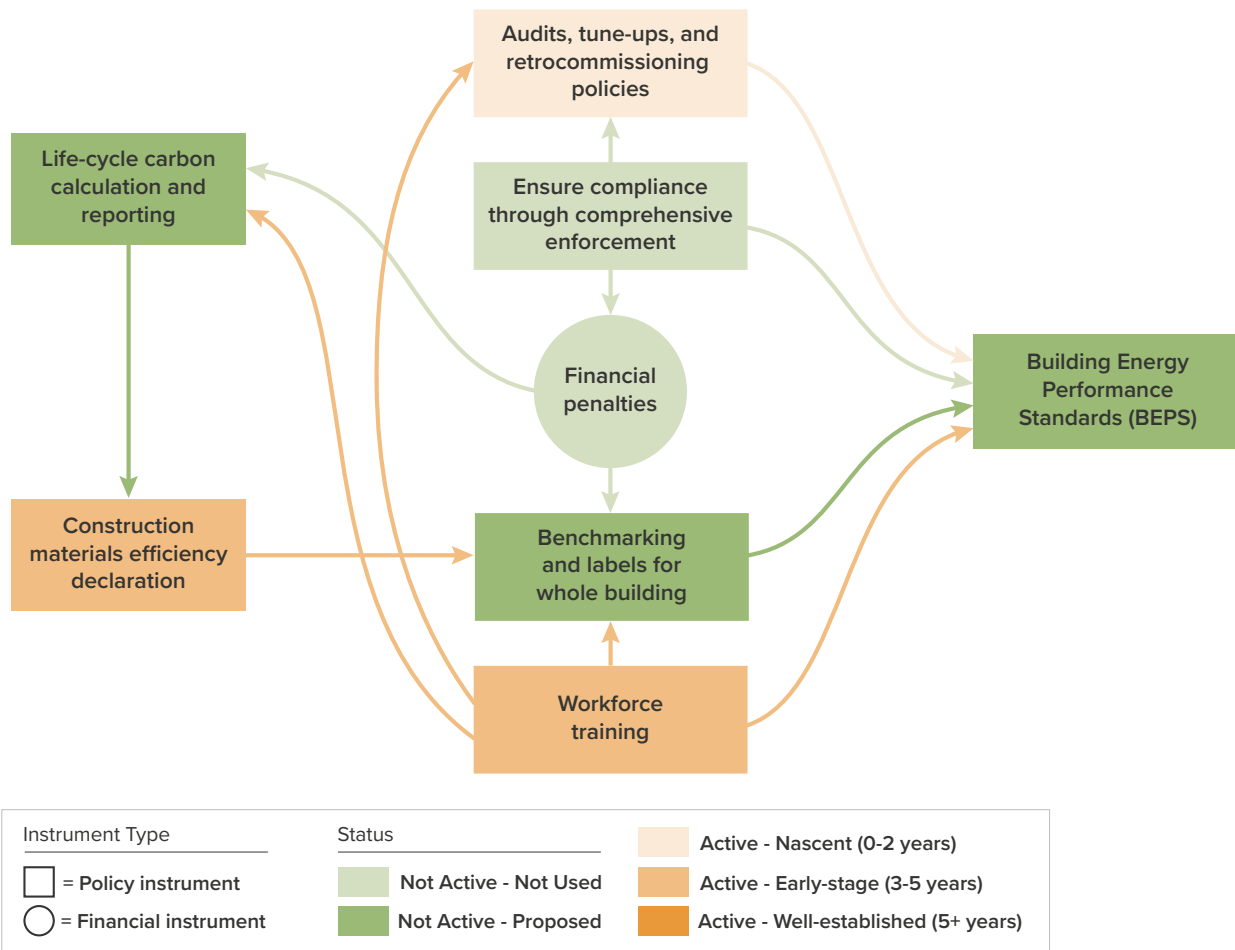 Audits, tune-ups, and
retrocommissioning
policies
Life-cycle carbon
calculation and
reporting
Ensure compliance
through comprehensive
enforcement
Financial
penalties
Building Energy
Performance
Standards (BEPS)
Construction
materials efficiency
declaration
Benchmarking
and labels for
whole building
Workforce
training
Instrument Type
= Policy instrument
= Financial instrument
Status
Not Active - Not Used
Not Active - Proposed
Active - Nascent (0-2 years)
Active - Early-stage (3-5 years)
Active - Well-established (5+ years)